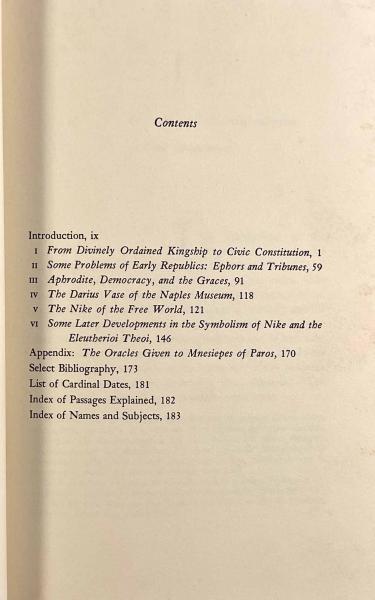 Contents
Introduction, ix
I From Divinely Ordained Kingship to Civic Constitution, 1
II Some Problems of Early Republics: Ephors and Tribunes, 59
III Aphrodite, Democracy, and the Graces, 91
IV The Darius Vase of the Naples Museum, 118
V The Nike of the Free World, 121
VI Some Later Developments in the Symbolism of Nike and the
Eleutherioi Theoi, 146
Appendix: The Oracles Given to Mnesiepes of Paros, 170
Select Bibliography, 173
List of Cardinal Dates, 181
Index of Passages Explained, 182
Index of Names and Subjects, 183